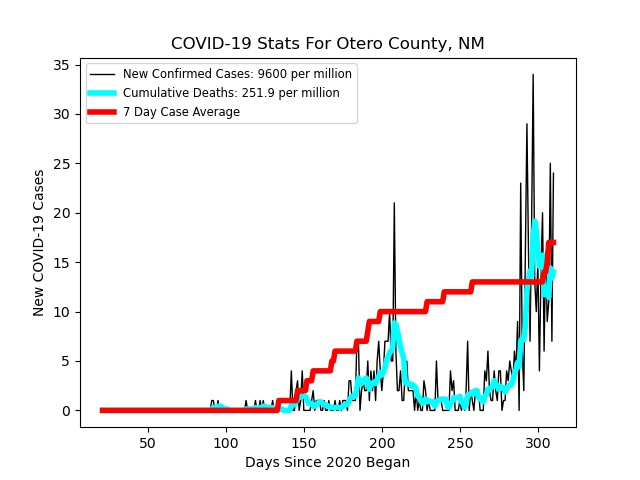 COVID-19 Stats For Otero County, NM
New Confirmed Cases: 9600 per million
Cumulative Deaths: 251.9 per million
7 Day Case Average
New COVID-19 Cases
35
30
25
20
15
10
5
0
50 100 150 200 250 300
Days Since 2020 Began